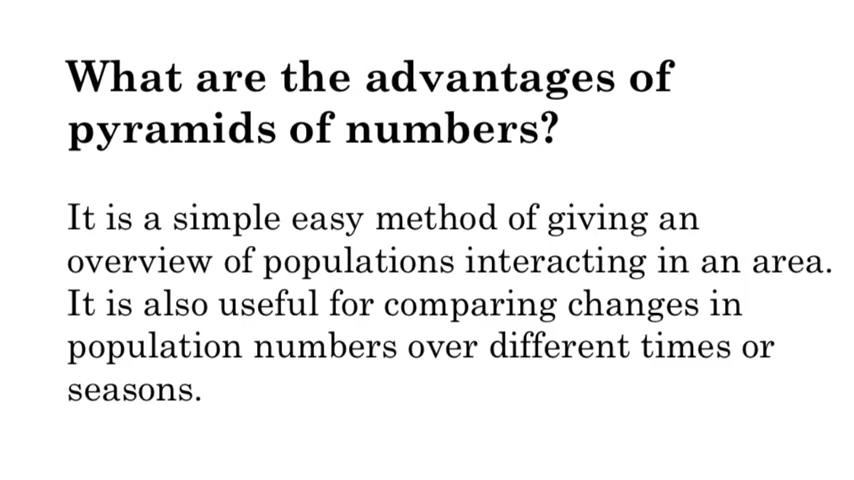 What are the advantages of
pyramids of numbers?
It is a simple easy method of giving an
overview of populations interacting in an area.
It is also useful for comparing changes in
population numbers over different times or
seasons.